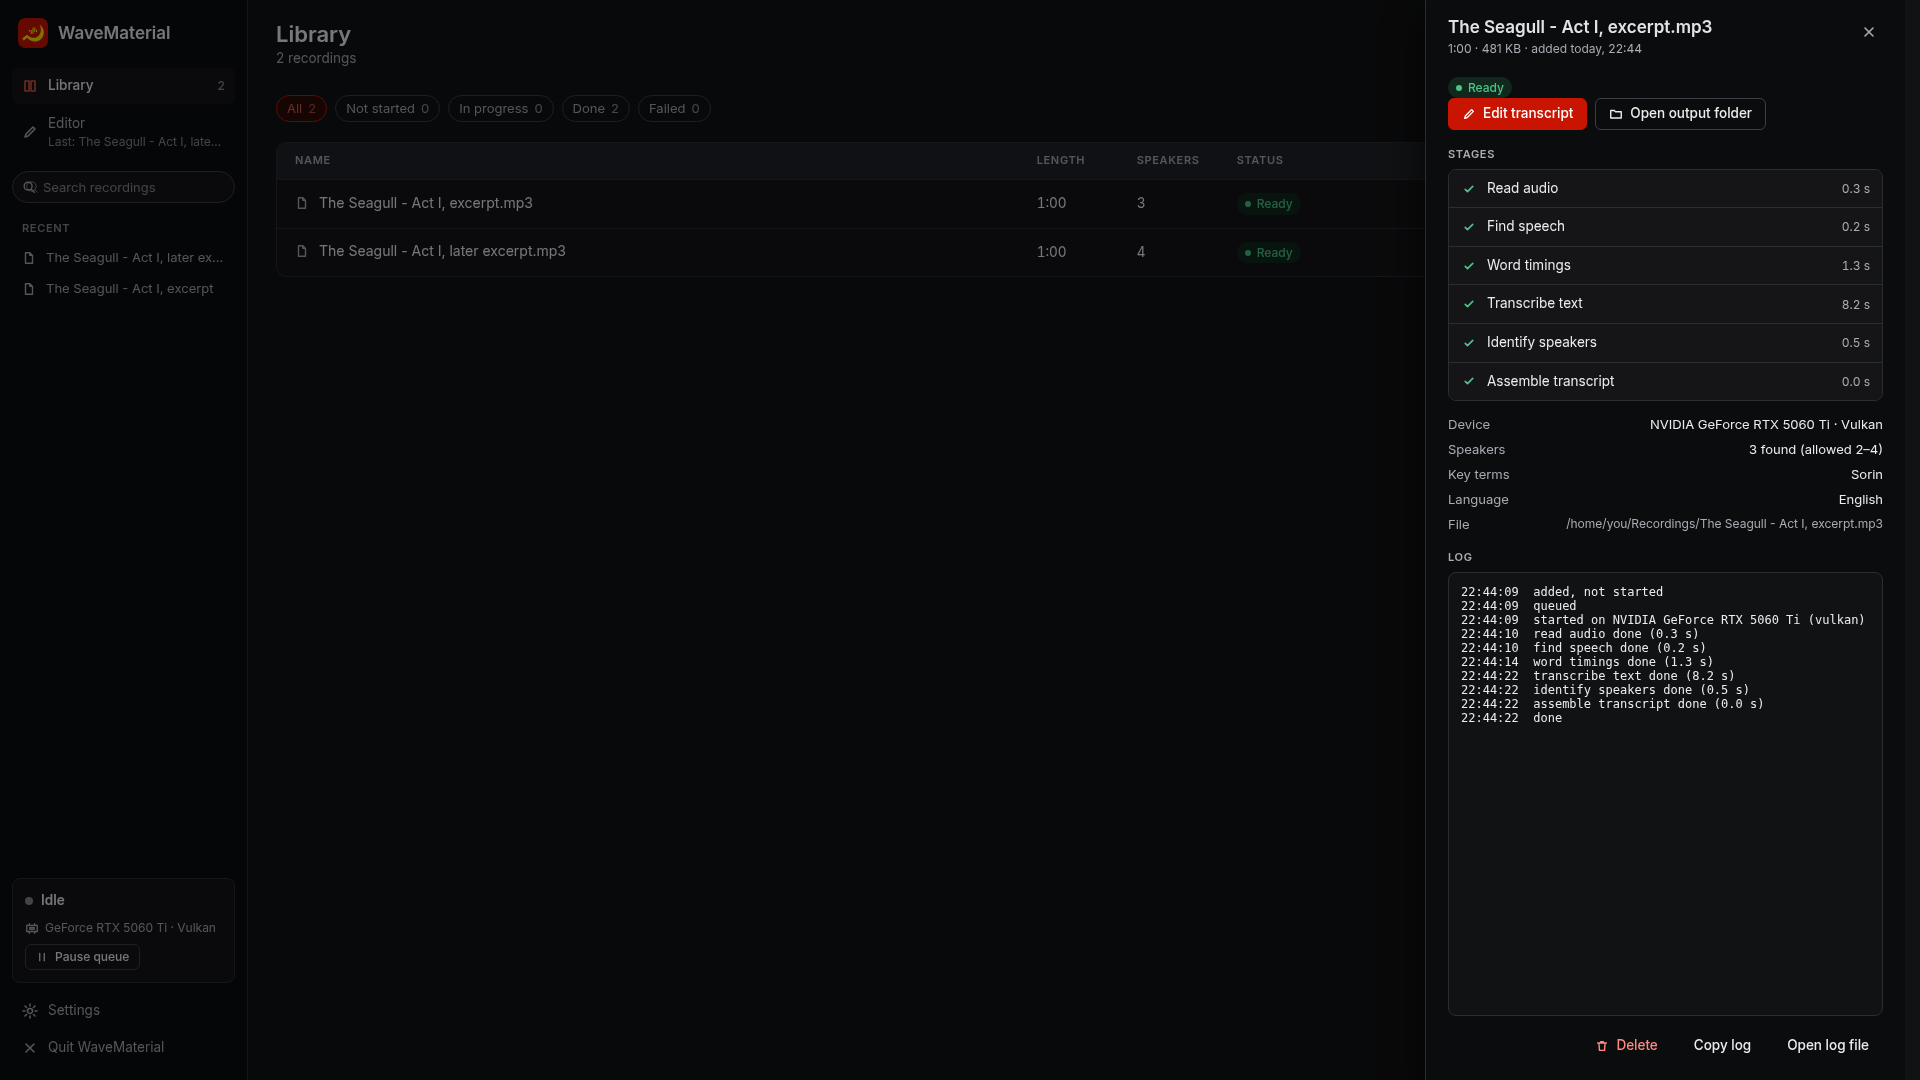 WaveMaterial
Library 2
Editor
Last: The Seagull - Act I, late...
Search recordings
RECENT
The Seagull - Act I, later ex...
The Seagull - Act I, excerpt
Idle
GeForce RTX 5060 Ti · Vulkan
Pause queue
Settings
Quit WaveMaterial
Library
2 recordings
All 2 Not started 0 In progress 0 Done 2 Failed 0
NAME LENGTH SPEAKERS STATUS
The Seagull - Act I, excerpt.mp3 1:00 3 Ready
The Seagull - Act I, later excerpt.mp3 1:00 4 Ready
The Seagull - Act I, excerpt.mp3
1:00 · 481 KB · added today, 22:44
Ready
Edit transcript Open output folder
STAGES
Read audio 0.3 s
Find speech 0.2 s
Word timings 1.3 s
Transcribe text 8.2 s
Identify speakers 0.5 s
Assemble transcript 0.0 s
Device NVIDIA GeForce RTX 5060 Ti · Vulkan
Speakers 3 found (allowed 2–4)
Key terms Sorin
Language English
File /home/you/Recordings/The Seagull - Act I, excerpt.mp3
LOG
22:44:09 added, not started
22:44:09 queued
22:44:09 started on NVIDIA GeForce RTX 5060 Ti (vulkan)
22:44:10 read audio done (0.3 s)
22:44:10 find speech done (0.2 s)
22:44:14 word timings done (1.3 s)
22:44:22 transcribe text done (8.2 s)
22:44:22 identify speakers done (0.5 s)
22:44:22 assemble transcript done (0.0 s)
22:44:22 done
Delete Copy log Open log file